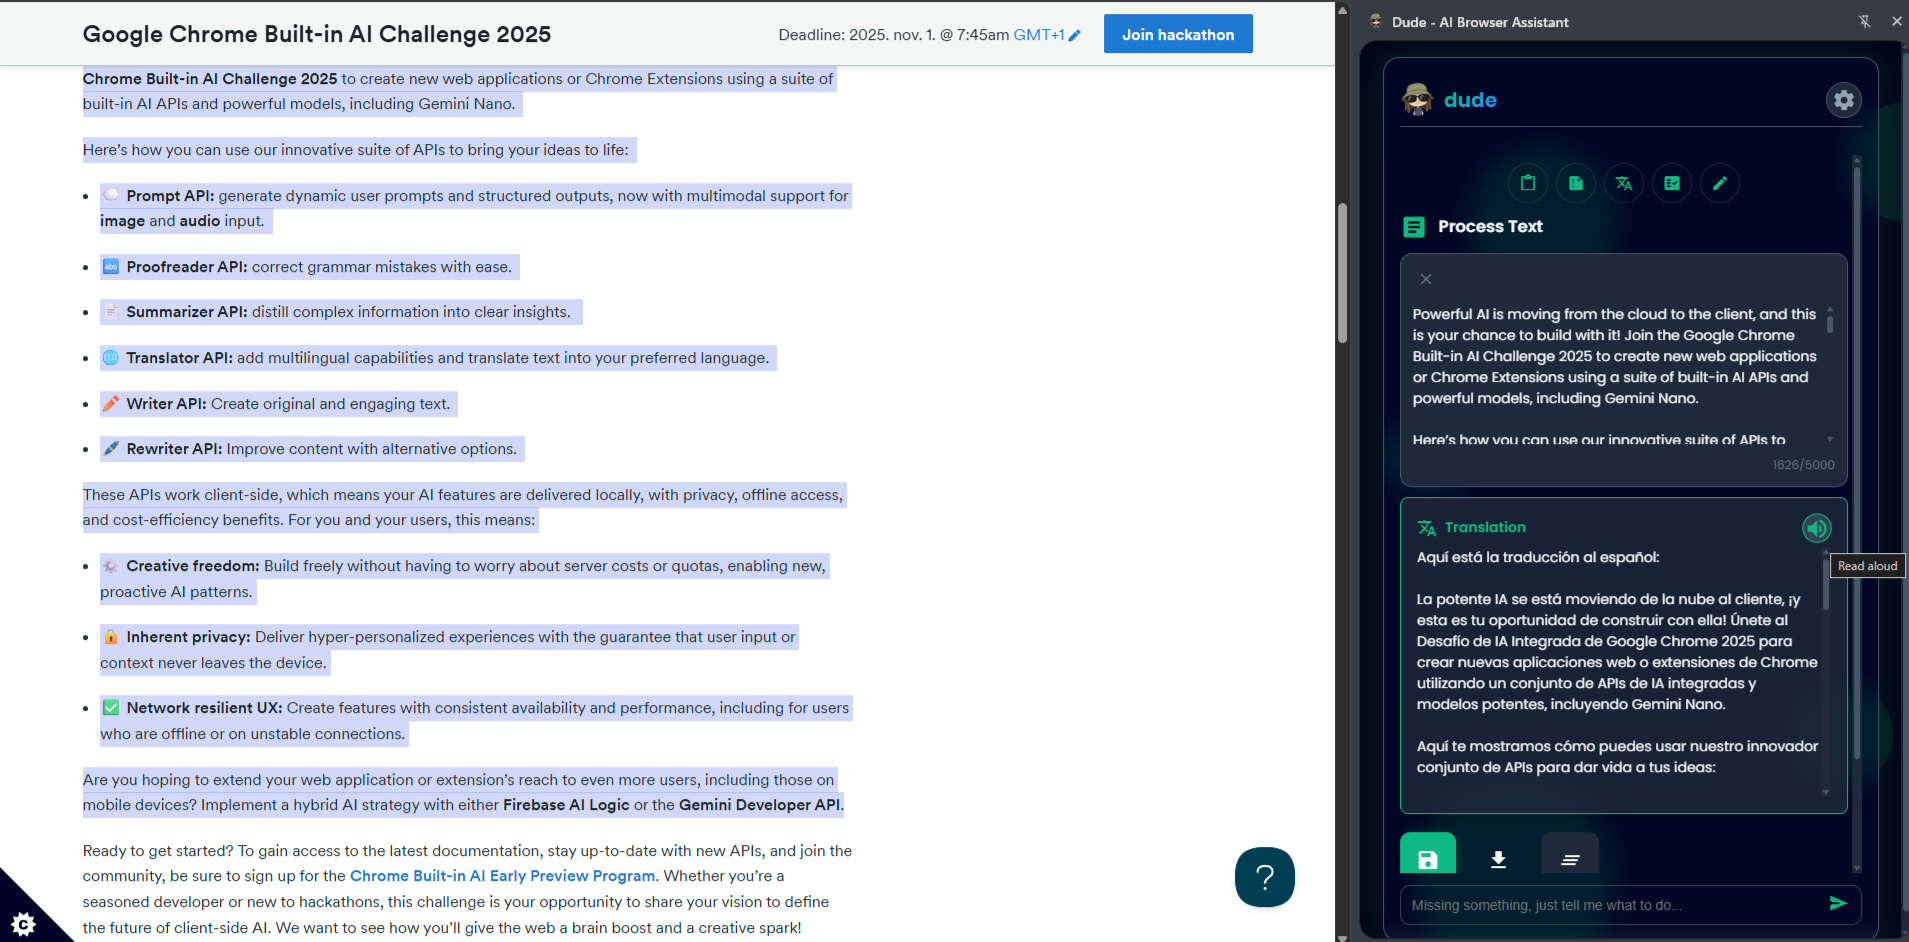 Google Chrome Built-in AI Challenge 2025
Deadline: 2025. nov. 1. @ 7:45am GMT+1
Join hackathon
Chrome Built-in AI Challenge 2025 to create new web applications or Chrome Extensions using a suite of
built-in AI APIs and powerful models, including Gemini Nano.
Here’s how you can use our innovative suite of APIs to bring your ideas to life:
Prompt API: generate dynamic user prompts and structured outputs, now with multimodal support for
image and audio input.
abc Proofreader API: correct grammar mistakes with ease.
Summarizer API: distill complex information into clear insights.
Translator API: add multilingual capabilities and translate text into your preferred language.
Writer API: Create original and engaging text.
Rewriter API: Improve content with alternative options.
These APIs work client-side, which means your AI features are delivered locally, with privacy, offline access,
and cost-efficiency benefits. For you and your users, this means:
Creative freedom: Build freely without having to worry about server costs or quotas, enabling new,
proactive AI patterns.
Inherent privacy: Deliver hyper-personalized experiences with the guarantee that user input or
context never leaves the device.
Network resilient UX: Create features with consistent availability and performance, including for users
who are offline or on unstable connections.
Are you hoping to extend your web application or extension’s reach to even more users, including those on
mobile devices? Implement a hybrid AI strategy with either Firebase AI Logic or the Gemini Developer API.
Ready to get started? To gain access to the latest documentation, stay up-to-date with new APIs, and join the
community, be sure to sign up for the Chrome Built-in AI Early Preview Program. Whether you’re a
seasoned developer or new to hackathons, this challenge is your opportunity to share your vision to define
the future of client-side AI. We want to see how you’ll give the web a brain boost and a creative spark!
?
C
Dude - AI Browser Assistant
dude
Process Text
Powerful AI is moving from the cloud to the client, and this
is your chance to build with it! Join the Google Chrome
Built-in AI Challenge 2025 to create new web applications
or Chrome Extensions using a suite of built-in AI APIs and
powerful models, including Gemini Nano.
Here’s how you can use our innovative suite of APIs to
1626/5000
Translation
Read aloud
Aquí está la traducción al español:
La potente IA se está moviendo de la nube al cliente, ¡y
esta es tu oportunidad de construir con ella! Únete al
Desafío de IA Integrada de Google Chrome 2025 para
crear nuevas aplicaciones web o extensiones de Chrome
utilizando un conjunto de APIs de IA integradas y
modelos potentes, incluyendo Gemini Nano.
Aquí te mostramos cómo puedes usar nuestro innovador
conjunto de APIs para dar vida a tus ideas:
Missing something, just tell me what to do...